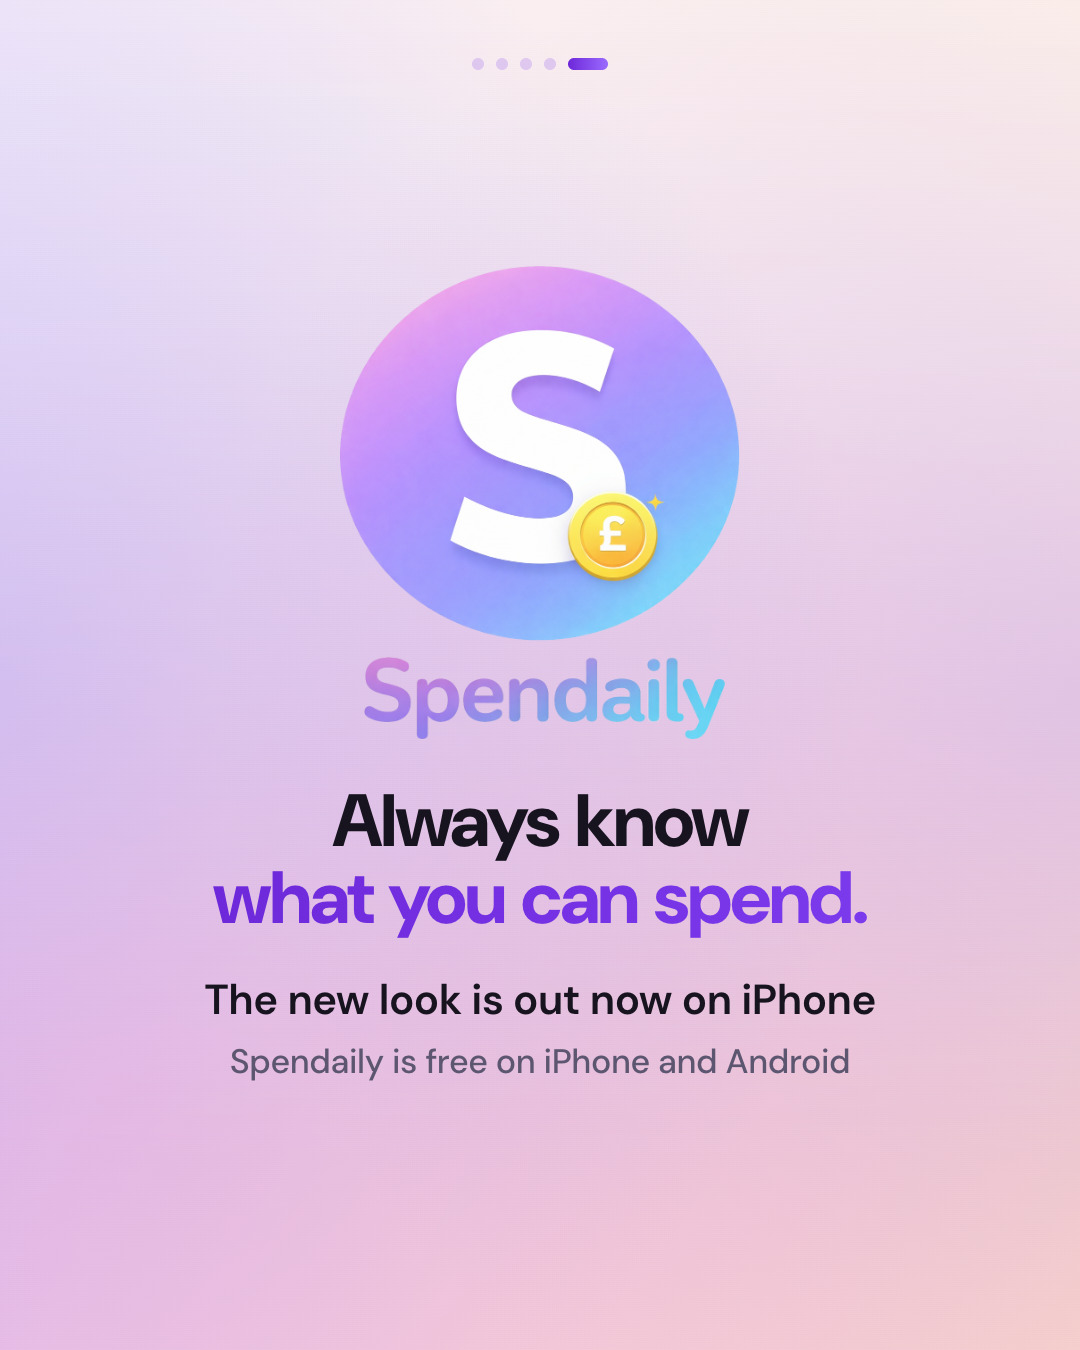 S
£
Spendaily
Always know
what you can spend.
The new look is out now on iPhone
Spendaily is free on iPhone and Android